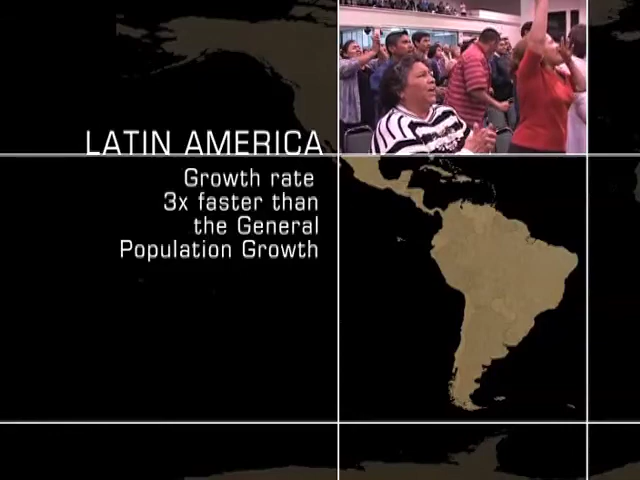 LATIN AMERICA
Growth rate
3x faster than
the General
Population Growth